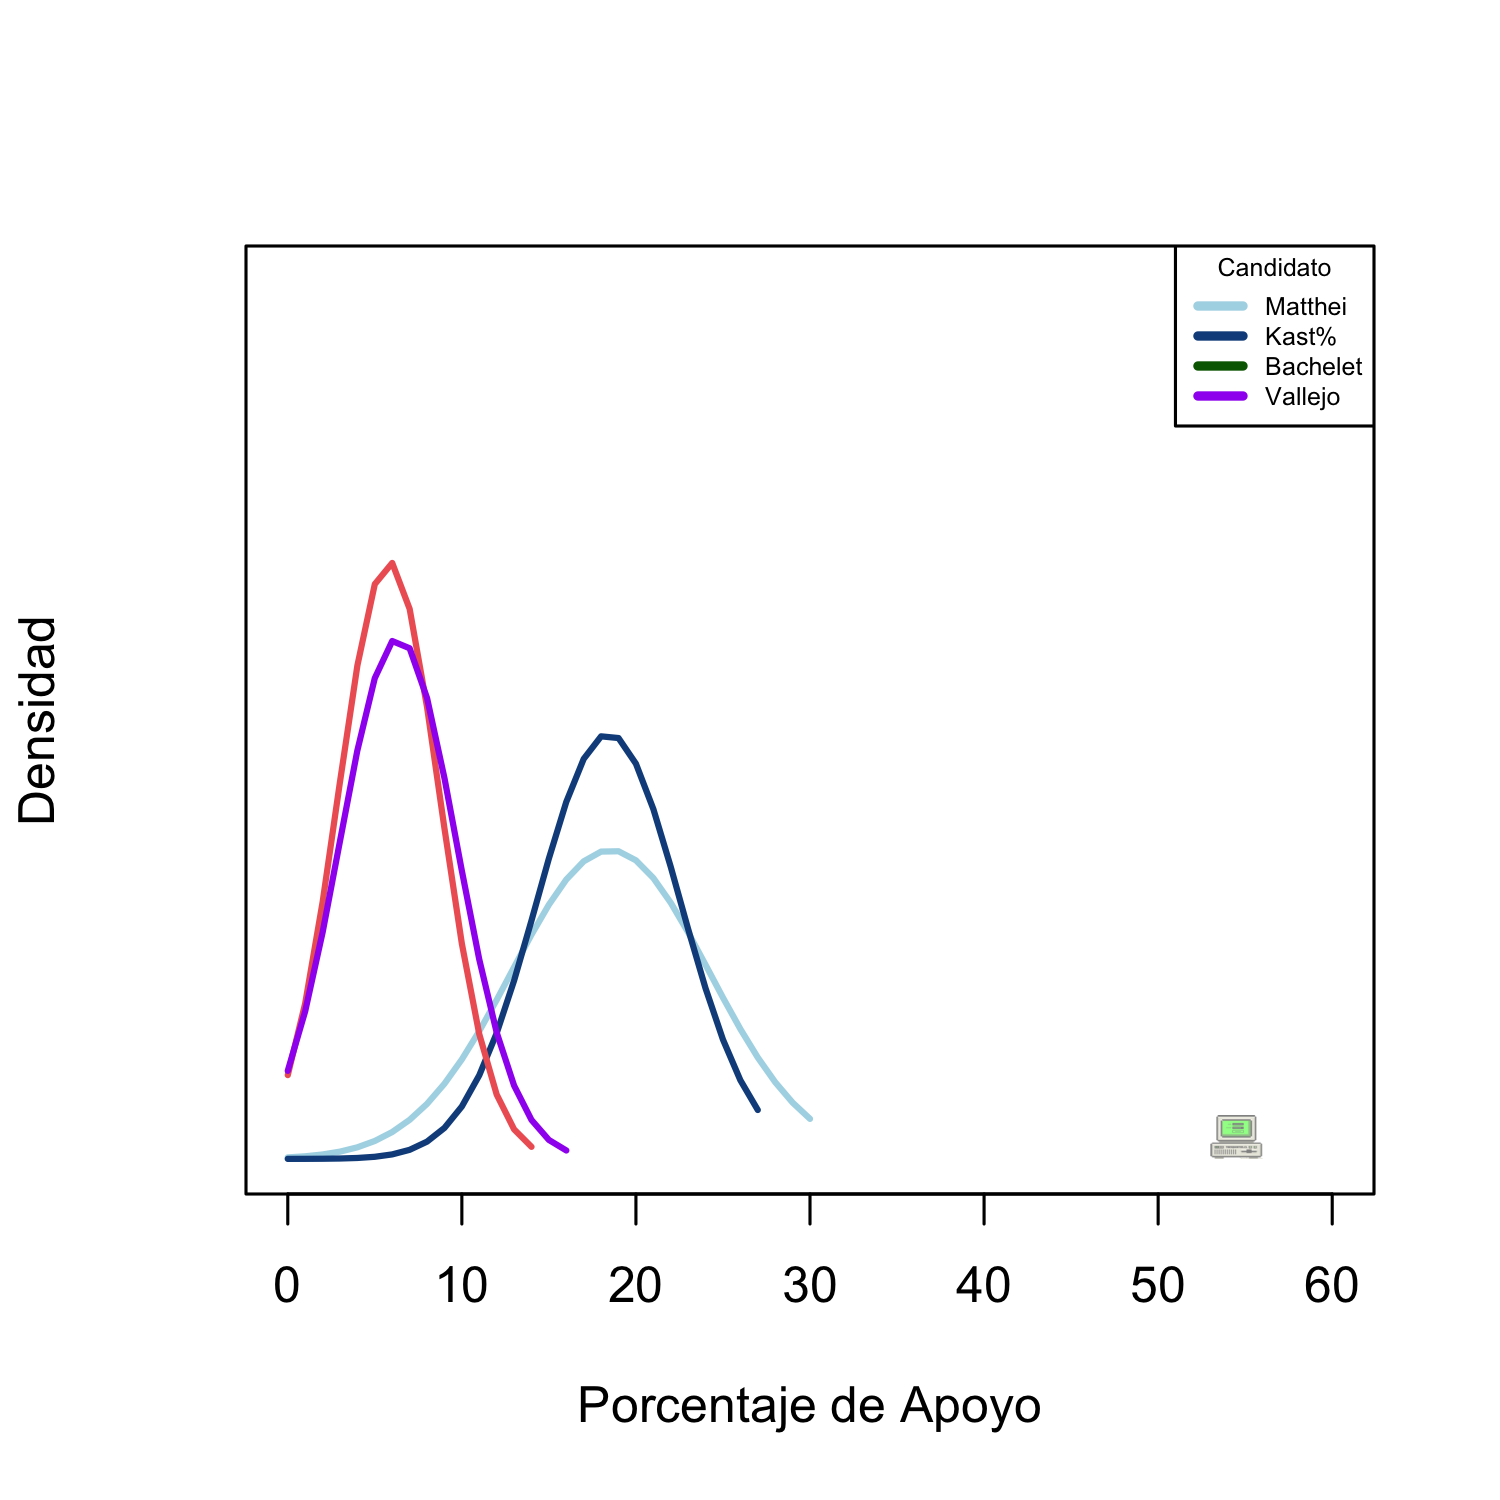 Candidato
Matthei
Kast%
Bachelet
Vallejo
Densidad
0 10 20 30 40 50 60
Porcentaje de Apoyo